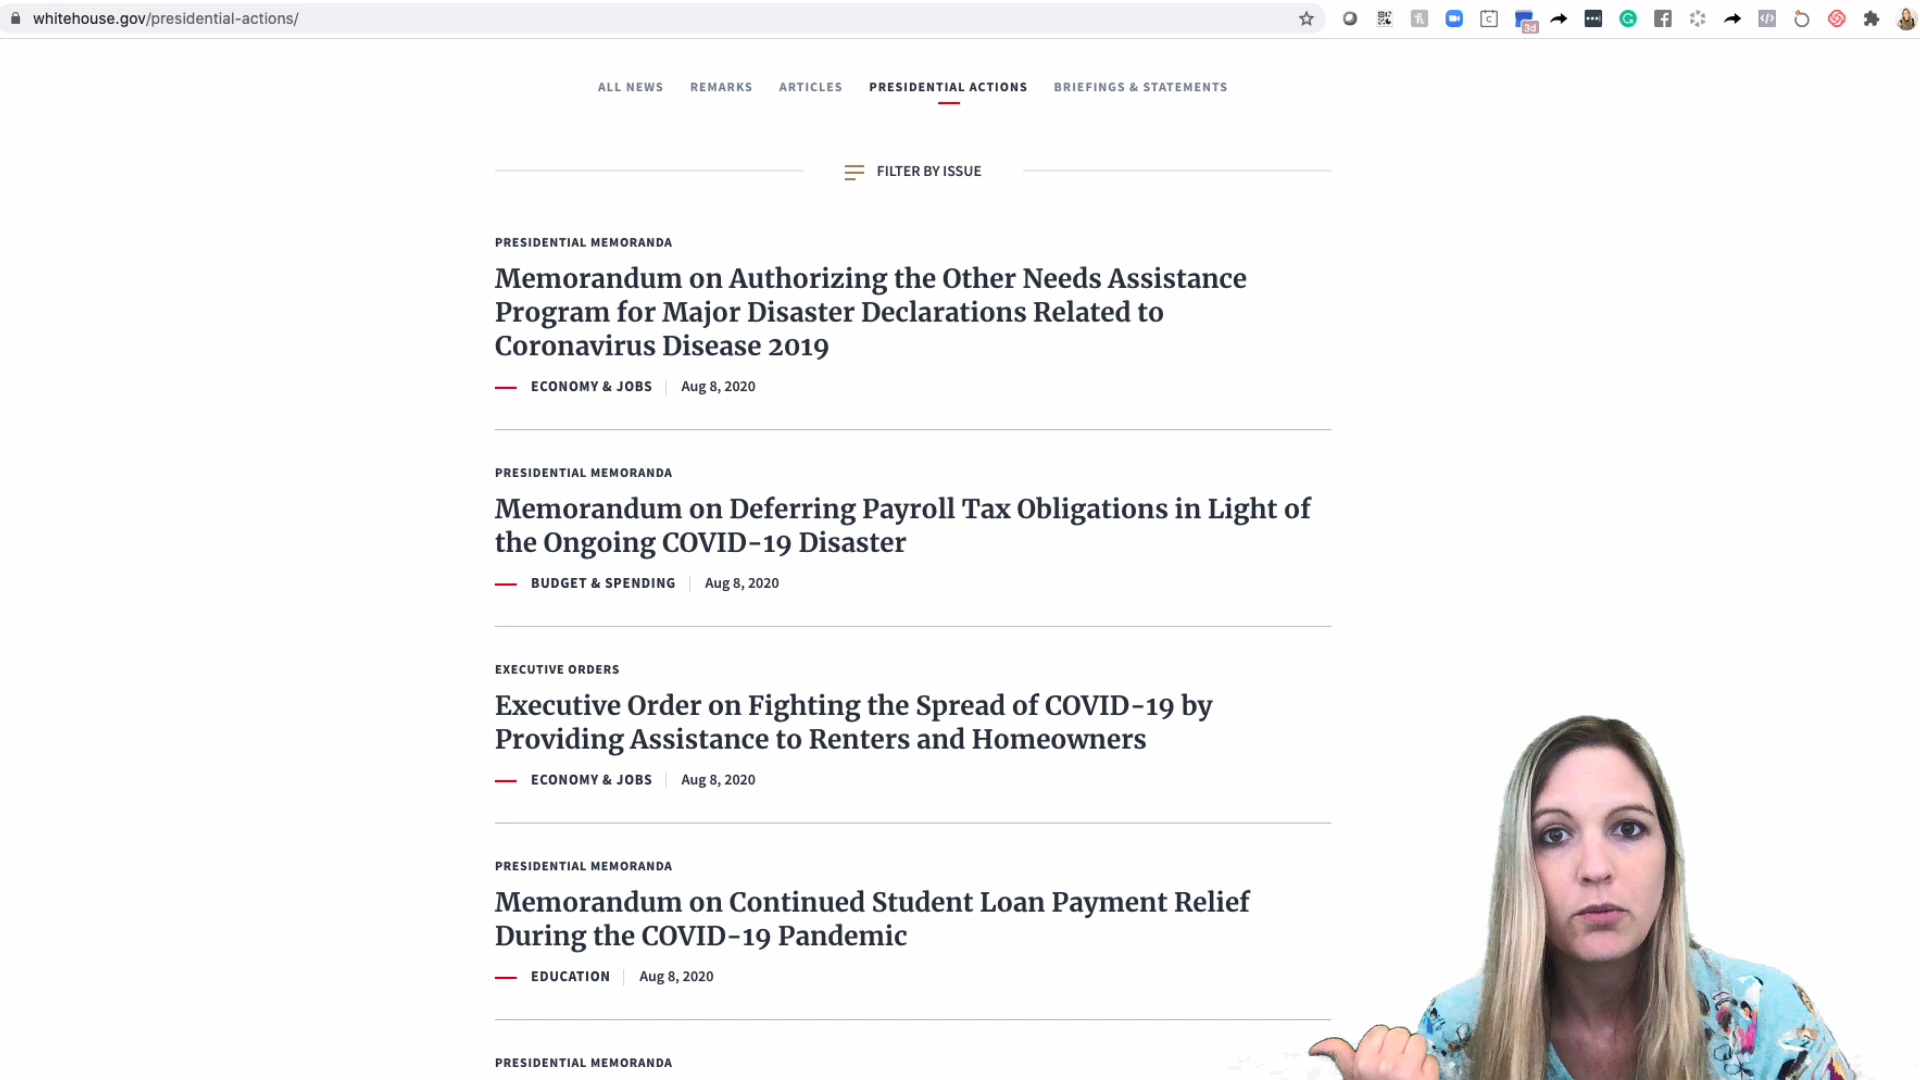 whitehouse.gov/presidential-actions/
3d
ALL NEWS REMARKS ARTICLES PRESIDENTIAL ACTIONS BRIEFINGS & STATEMENTS
FILTER BY ISSUE
PRESIDENTIAL MEMORANDA
Memorandum on Authorizing the Other Needs Assistance
Program for Major Disaster Declarations Related to
Coronavirus Disease 2019
ECONOMY & JOBS Aug 8, 2020
PRESIDENTIAL MEMORANDA
Memorandum on Deferring Payroll Tax Obligations in Light of
the Ongoing COVID-19 Disaster
BUDGET & SPENDING Aug 8, 2020
EXECUTIVE ORDERS
Executive Order on Fighting the Spread of COVID-19 by
Providing Assistance to Renters and Homeowners
ECONOMY & JOBS Aug 8, 2020
PRESIDENTIAL MEMORANDA
Memorandum on Continued Student Loan Payment Relief
During the COVID-19 Pandemic
EDUCATION Aug 8, 2020
PRESIDENTIAL MEMORANDA